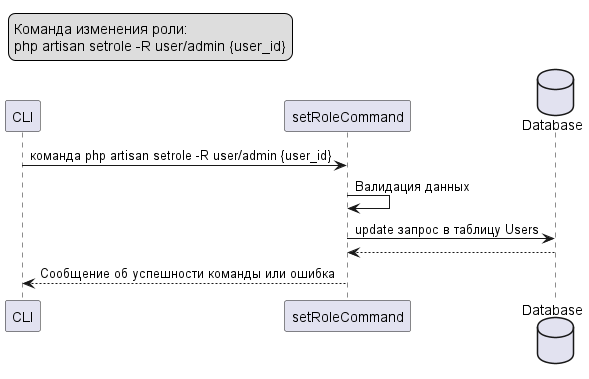 Команда изменения роли:
php artisan setrole -R user/admin {user_id}
CLI
setRoleCommand
Database
команда php artisan setrole -R user/admin {user_id}
Валидация данных
update запрос в таблицу Users
Сообщение об успешности команды или ошибка
CLI
setRoleCommand
Database